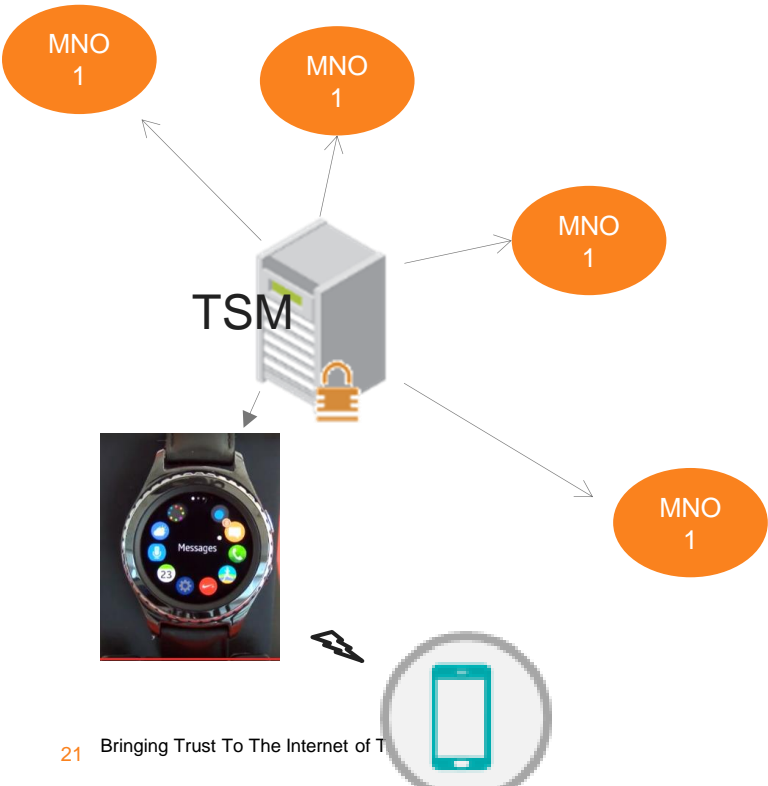 MNO
1
MNO
1
MNO
1
TSM
Messages
23
MNO
1
21
Bringing Trust To The Internet of T